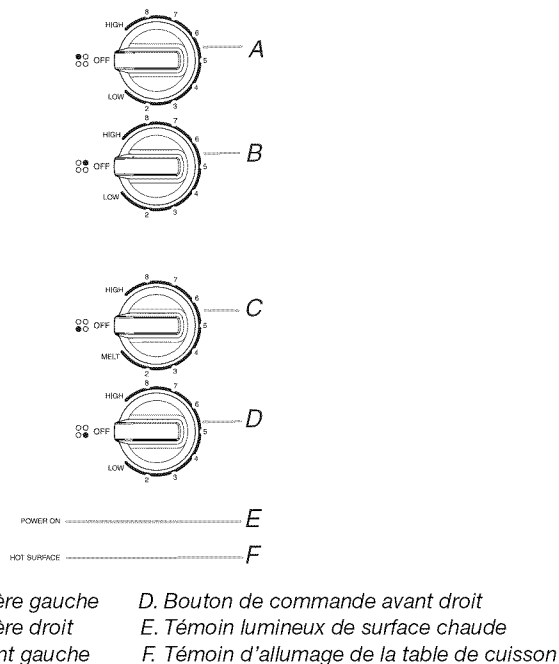 8
HIGH 7
6
A
OFF 5
4
LOW 3
2
8
HIGH 7
6
B
OFF 5
4
LOW 3
2
8
HIGH 7
6
C
OFF 5
4
MELT 3
2
8
HIGH 7
6
D
OFF 5
4
LOW 3
2
POWER ON E
HOT SURFACE F
ère gauche D. Bouton de commande avant droit
ère droit E. Témoin lumineux de surface chaude
nt gauche F. Témoin d'allumage de la table de cuisson